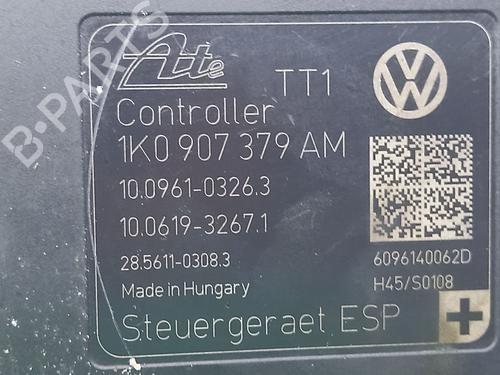 Ate TT1
Controller
1K0 907 379 AM
10.0961-0326.3
10.0619-3267.1
28.5611-0308.3
6096140062D
Made in Hungary
H45/S0108
Steuergeraet ESP
B-PARTS